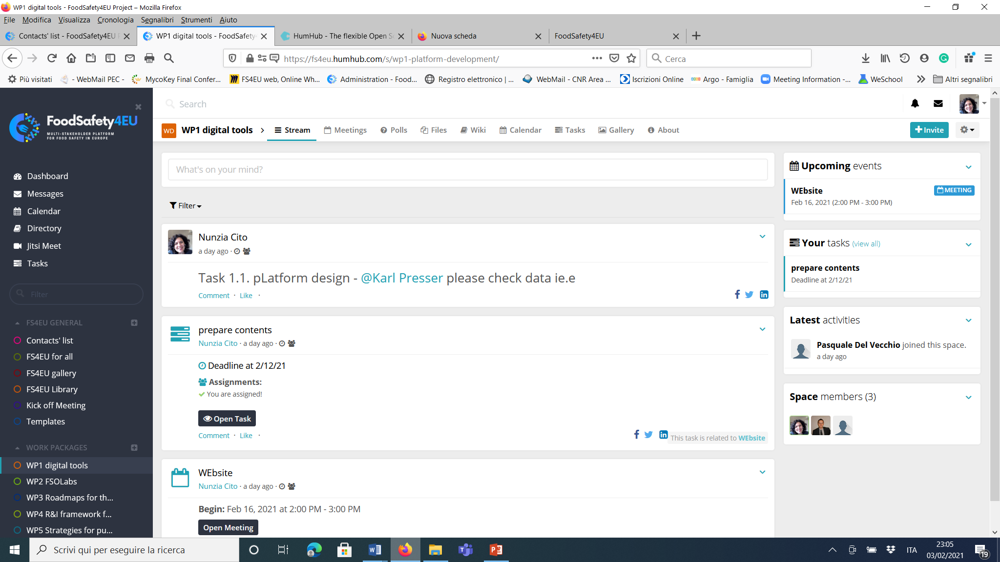 WP1 digital tools - FoodSafety4EU Project – Mozilla Firefox
File Modifica Visualizza Cronologia Segnalibri Strumenti Aiuto
Contacts' list - FoodSafety4EU
WP1 digital tools - FoodSafety
HumHub - The flexible Open
Nuova scheda
FoodSafety4EU
https://fs4eu.humhub.com/s/wp1-platform-development/
Cerca
Più visitati
- WebMail PEC -
MycoKey Final Confer...
FS4EU web, Online Wh...
Administration - Food...
Registro elettronico | ...
WebMail - CNR Area ...
Iscrizioni Online
Argo - Famiglia
Meeting Information -...
WeSchool
Altri segnalibri
FoodSafety4EU
MULTI-STAKEHOLDER PLATFORM
FOR FOOD SAFETY IN EUROPE
Dashboard
Messages
Calendar
Directory
Jitsi Meet
Tasks
Filter
FS4EU GENERAL
Contacts' list
FS4EU for all
FS4EU gallery
FS4EU Library
Kick off Meeting
Templates
WORK PACKAGES
WP1 digital tools
WP2 FSOLabs
WP3 Roadmaps for th...
WP4 R&I framework f...
WP5 Strategies for pu...
Search
WD WP1 digital tools Stream Meetings Polls Files Wiki Calendar Tasks Gallery About
Invite
What's on your mind?
Filter
Nunzia Cito
a day ago ·
Task 1.1. pLatform design - @Karl Presser please check data ie.e
Comment · Like ·
prepare contents
Nunzia Cito · a day ago ·
Deadline at 2/12/21
Assignments:
You are assigned!
Open Task
Comment · Like ·
This task is related to WEbsite
WEbsite
Nunzia Cito · a day ago ·
Begin: Feb 16, 2021 at 2:00 PM - 3:00 PM
Open Meeting
Upcoming events
WEbsite
MEETING
Feb 16, 2021 (2:00 PM - 3:00 PM)
Your tasks (view all)
prepare contents
Deadline at 2/12/21
Latest activities
Pasquale Del Vecchio joined this space.
a day ago
Space members (3)
Scrivi qui per eseguire la ricerca
ITA
23:05
03/02/2021
19